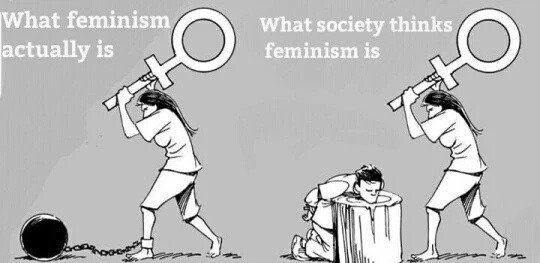 What feminism
actually is
What society thinks
feminism is